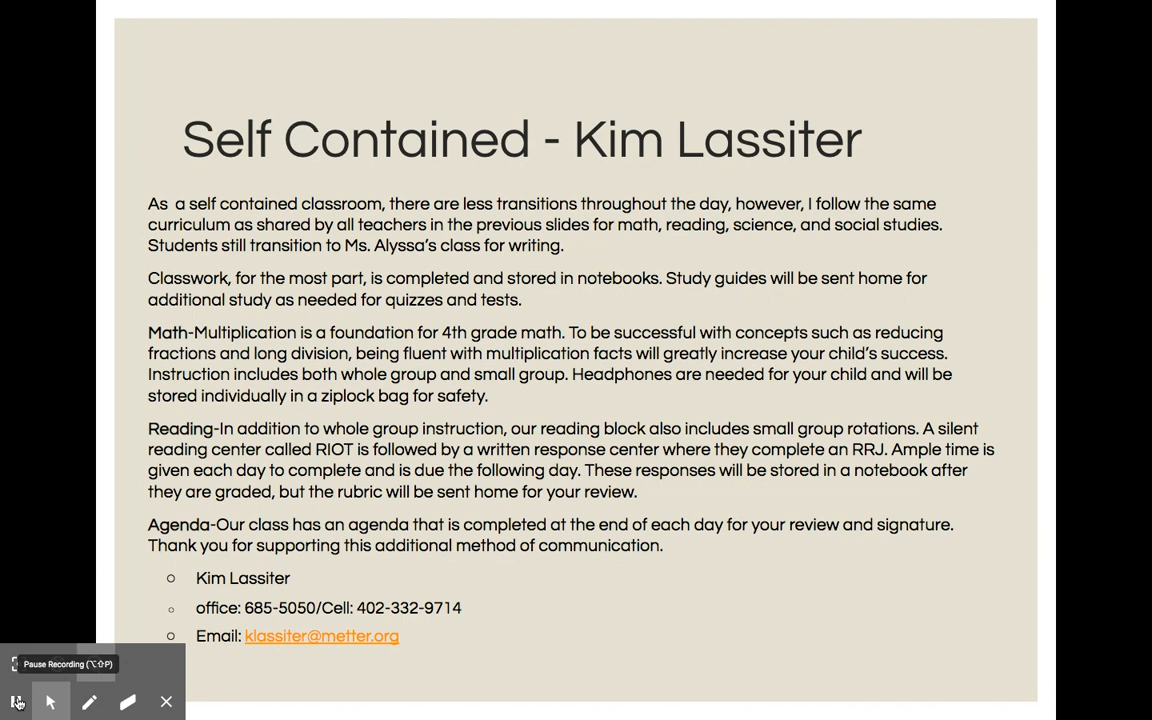 Self Contained - Kim Lassiter
As a self contained classroom, there are less transitions throughout the day, however, I follow the same
curriculum as shared by all teachers in the previous slides for math, reading, science, and social studies.
Students still transition to Ms. Alyssa's class for writing.
Classwork, for the most part, is completed and stored in notebooks. Study guides will be sent home for
additional study as needed for quizzes and tests.
Math-Multiplication is a foundation for 4th grade math. To be successful with concepts such as reducing
fractions and long division, being fluent with multiplication facts will greatly increase your child's success.
Instruction includes both whole group and small group. Headphones are needed for your child and will be
stored individually in a ziplock bag for safety.
Reading-In addition to whole group instruction, our reading block also includes small group rotations. A silent
reading center called RIOT is followed by a written response center where they complete an RRJ. Ample time is
given each day to complete and is due the following day. These responses will be stored in a notebook after
they are graded, but the rubric will be sent home for your review.
Agenda-Our class has an agenda that is completed at the end of each day for your review and signature.
Thank you for supporting this additional method of communication.
Kim Lassiter
office: 685-5050/Cell: 402-332-9714
Email: klassiter@metter.org
Pause Recording (⌥⇧P)